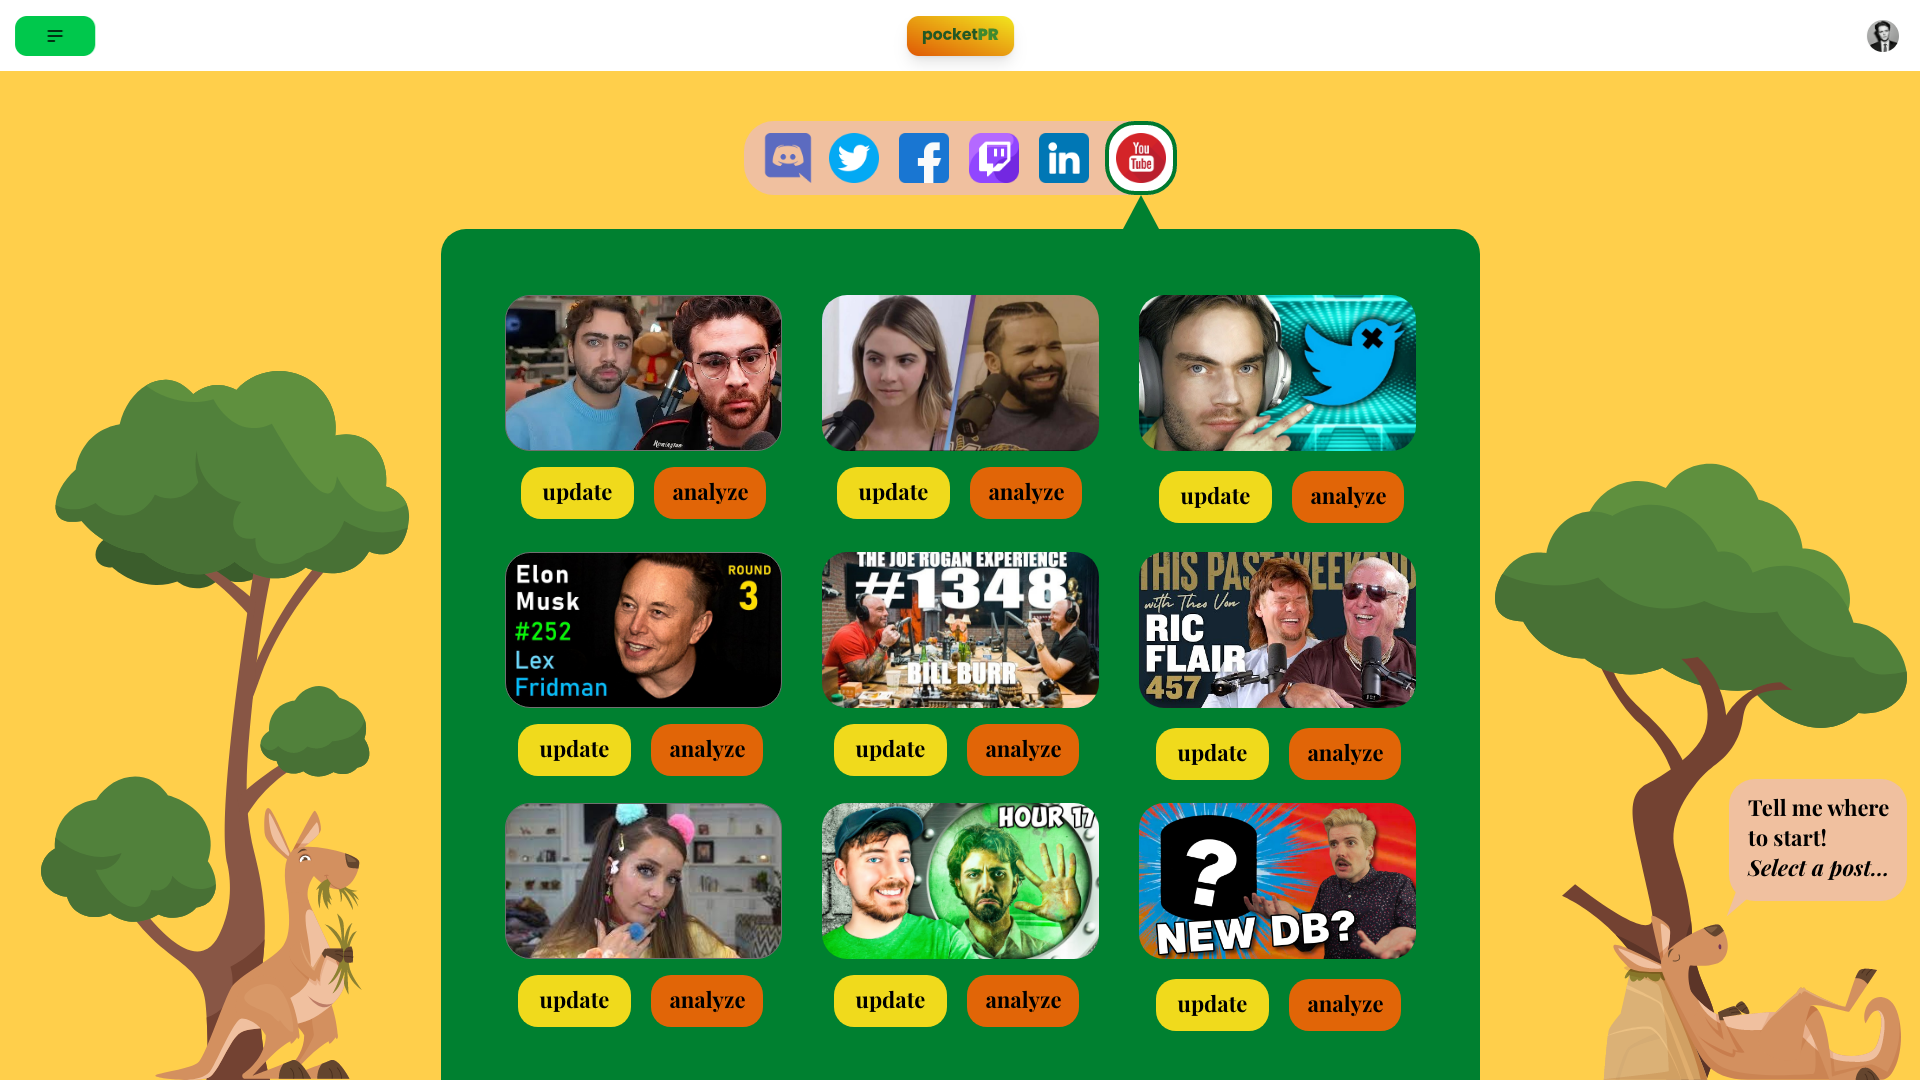 pocketPR
in
You
Tube
update
analyze
update
analyze
update
analyze
Elon
Musk
#252
Lex
Fridman
ROUND
3
THE JOE ROGAN EXPERIENCE
#1348
BILL BURR
THIS PAST WEEKEND
with Theo Von
RIC
FLAIR
457
update
analyze
update
analyze
update
analyze
Tell me where
to start!
Select a post...
HOUR 17
?
NEW DB?
update
analyze
update
analyze
update
analyze